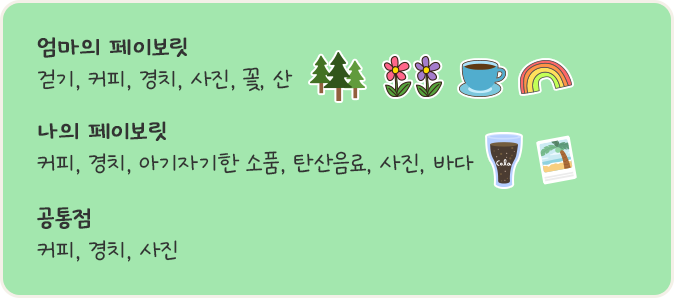 엄마의 페이보릿
걷기, 커피, 경치, 사진, 꽃, 산
나의 페이보릿
커피, 경치, 아기자기한 소품, 탄산음료, 사진, 바다
Cola
공통점
커피, 경치, 사진